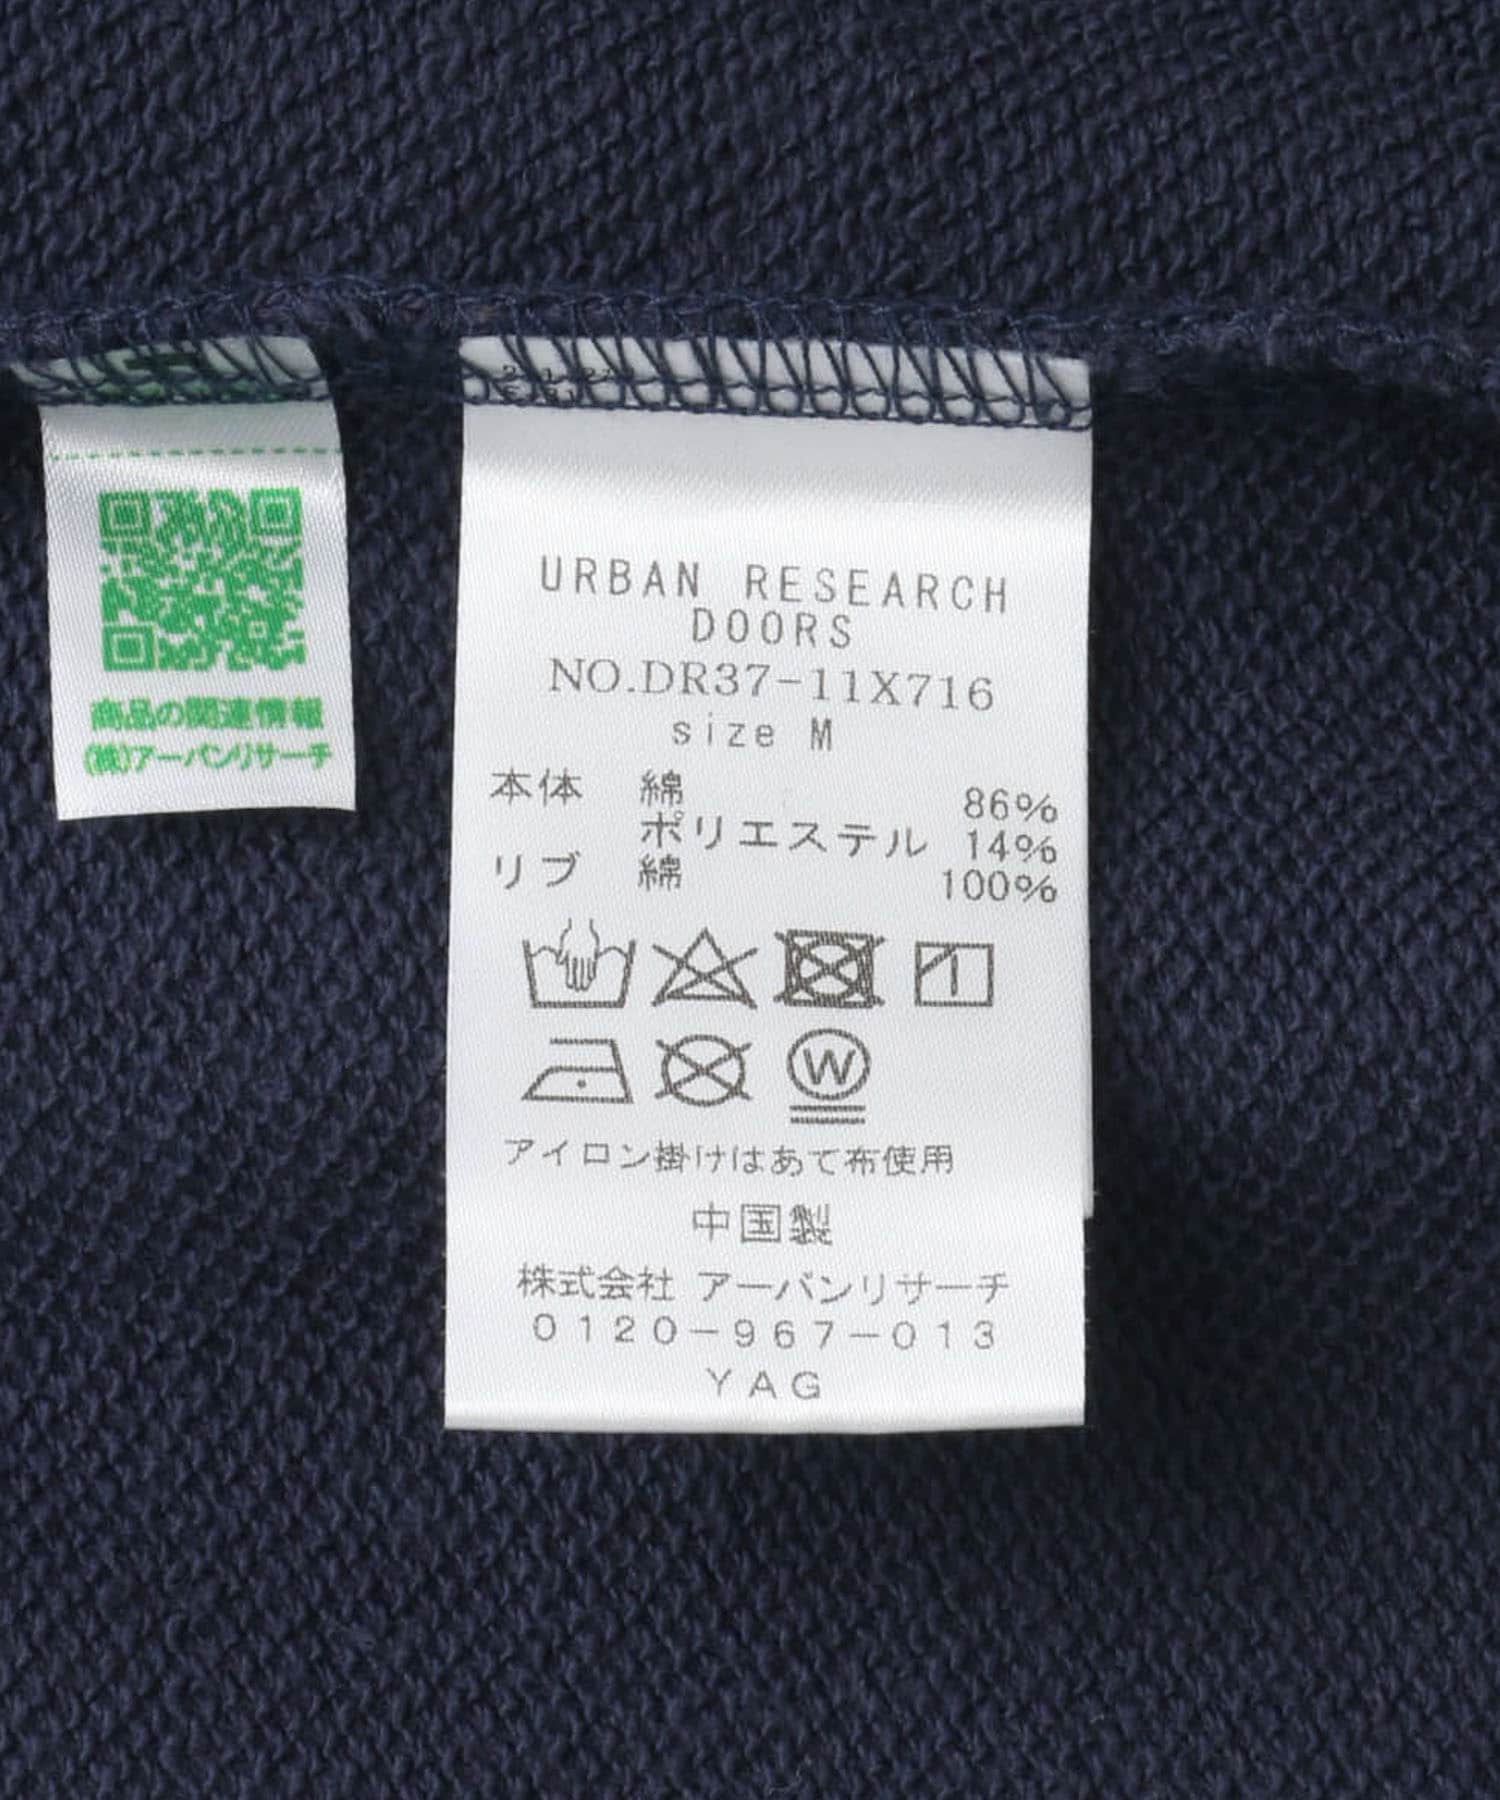 商品の関連情報
(株)アーバンリサーチ
URBAN RESEARCH
DOORS
NO.DR37-11X716
size M
本体 綿 86%
ポリエステル 14%
リブ 綿 100%
W
アイロン掛けはあて布使用
中国製
株式会社 アーバンリサーチ
0120-967-013
YAG